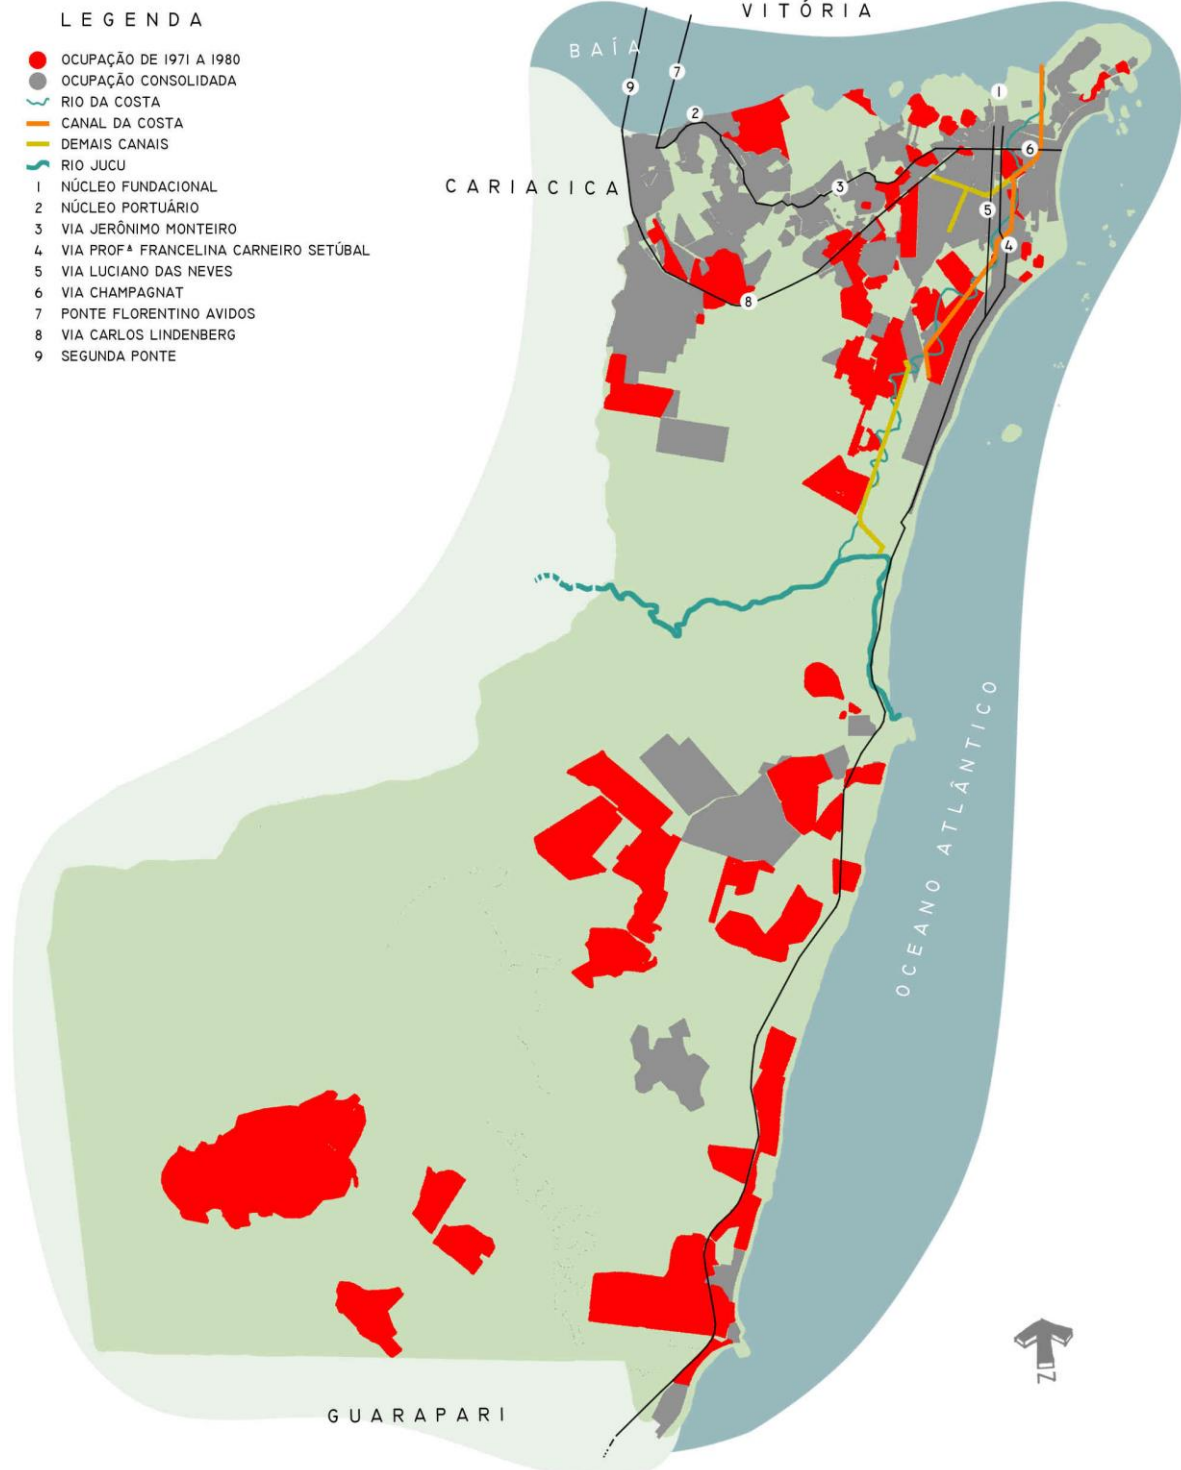 LEGENDA
OCUPAÇÃO DE 1971 A 1980
OCUPAÇÃO CONSOLIDADA
RIO DA COSTA
CANAL DA COSTA
DEMAIS CANAIS
RIO JUCU
1 NÚCLEO FUNDACIONAL
2 NÚCLEO PORTUÁRIO
3 VIA JERÔNIMO MONTEIRO
4 VIA PROFª FRANCELINA CARNEIRO SETÚBAL
5 VIA LUCIANO DAS NEVES
6 VIA CHAMPAGNAT
7 PONTE FLORENTINO AVIDOS
8 VIA CARLOS LINDENBERG
9 SEGUNDA PONTE
VITÓRIA
BAÍA
9
7
2
1
6
CARIACICA
3
5
4
8
OCEANO ATLÂNTICO
N
GUARAPARI